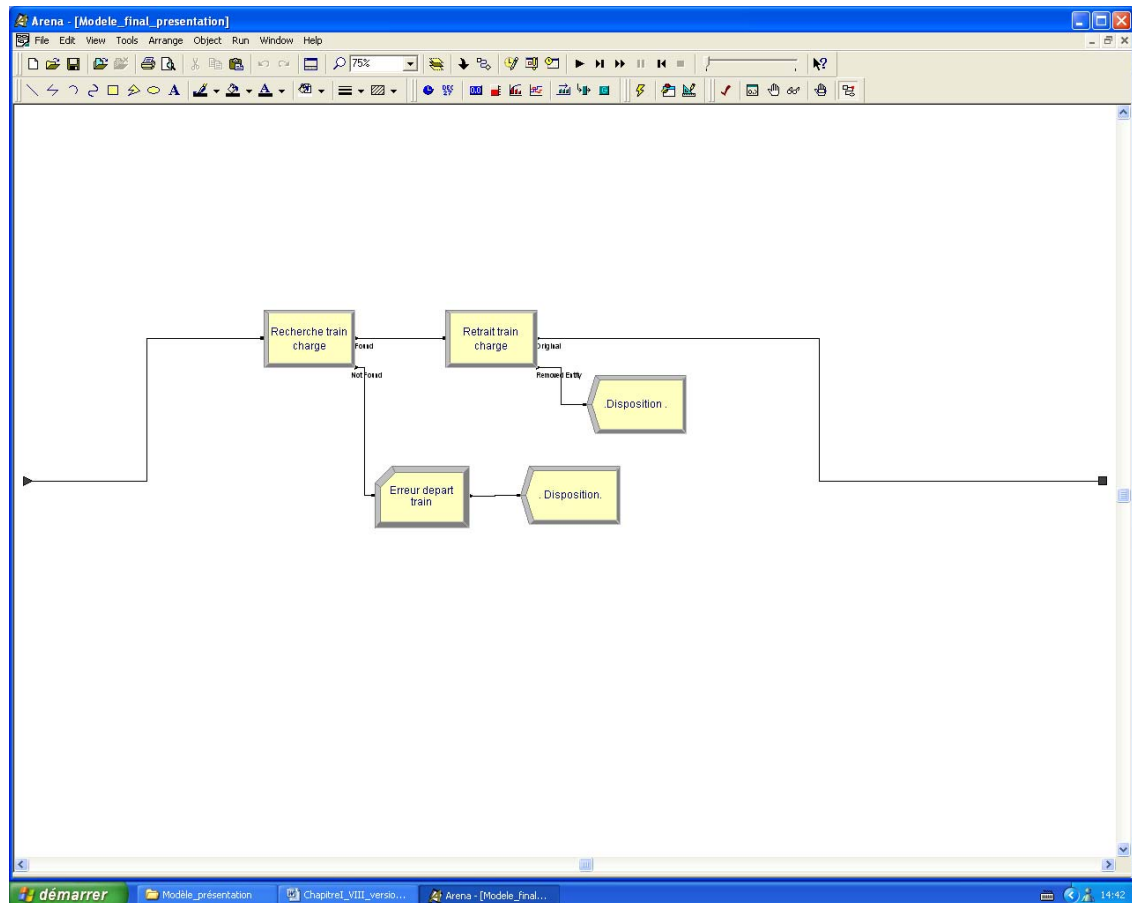 Arena - [Modele_final_presentation]
File Edit View Tools Arrange Object Run Window Help
75%
A
Recherche train
charge
Found
Not Found
Retrait train
charge
Original
Removed Entity
.Disposition .
Erreur depart
train
. Disposition.
démarrer
Modèle_présentation
ChapitreI_VIII_versio...
Arena - [Modele_final...
14:42